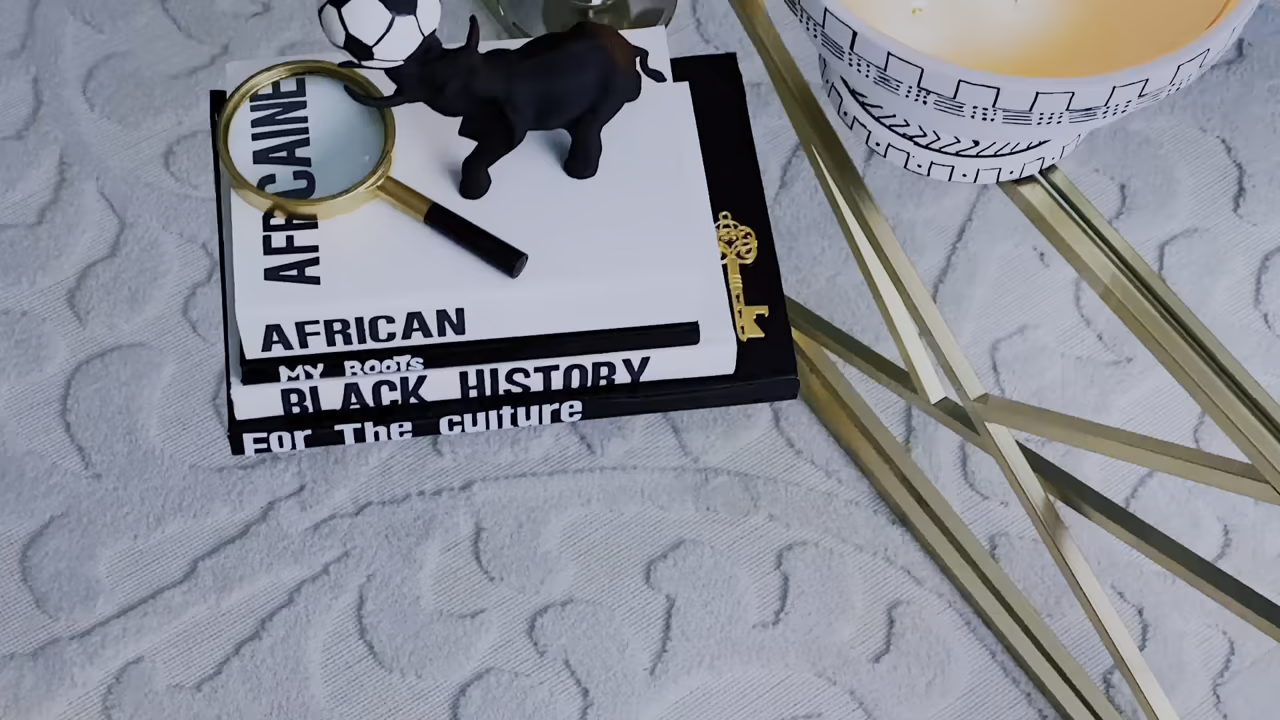 AFRICAINE
AFRICAN
MY ROOTS
BLACK HISTORY
For The culture